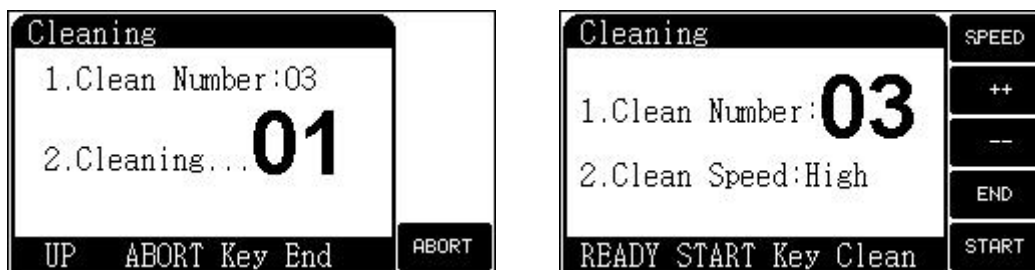 Cleaning
1.Clean Number:03
2.Cleaning...01
UP ABORT Key End
ABORT
Cleaning
1.Clean Number:03
2.Clean Speed:High
READY START Key Clean
SPEED
++
--
END
START